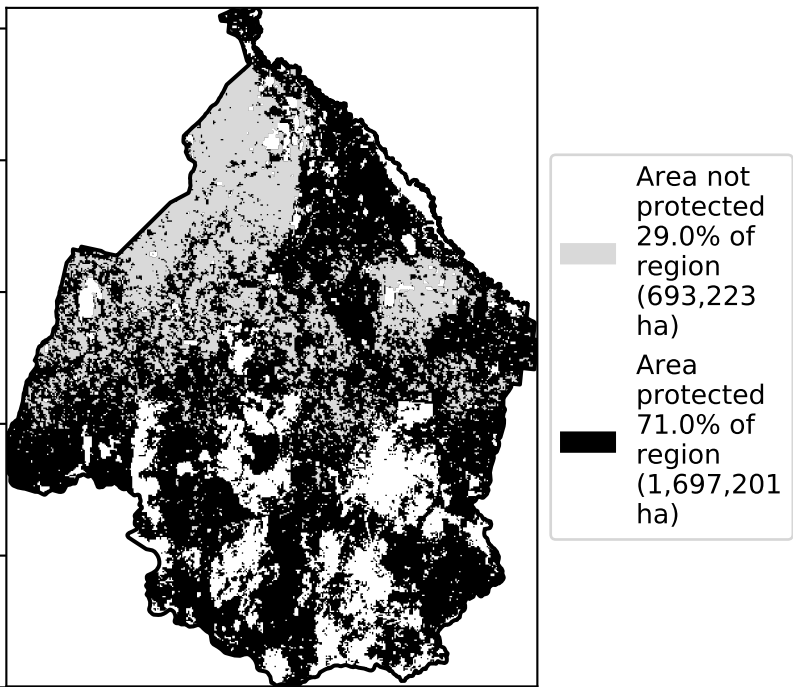 Area not
protected
29.0% of
region
(693,223
ha)
Area
protected
71.0% of
region
(1,697,201
ha)